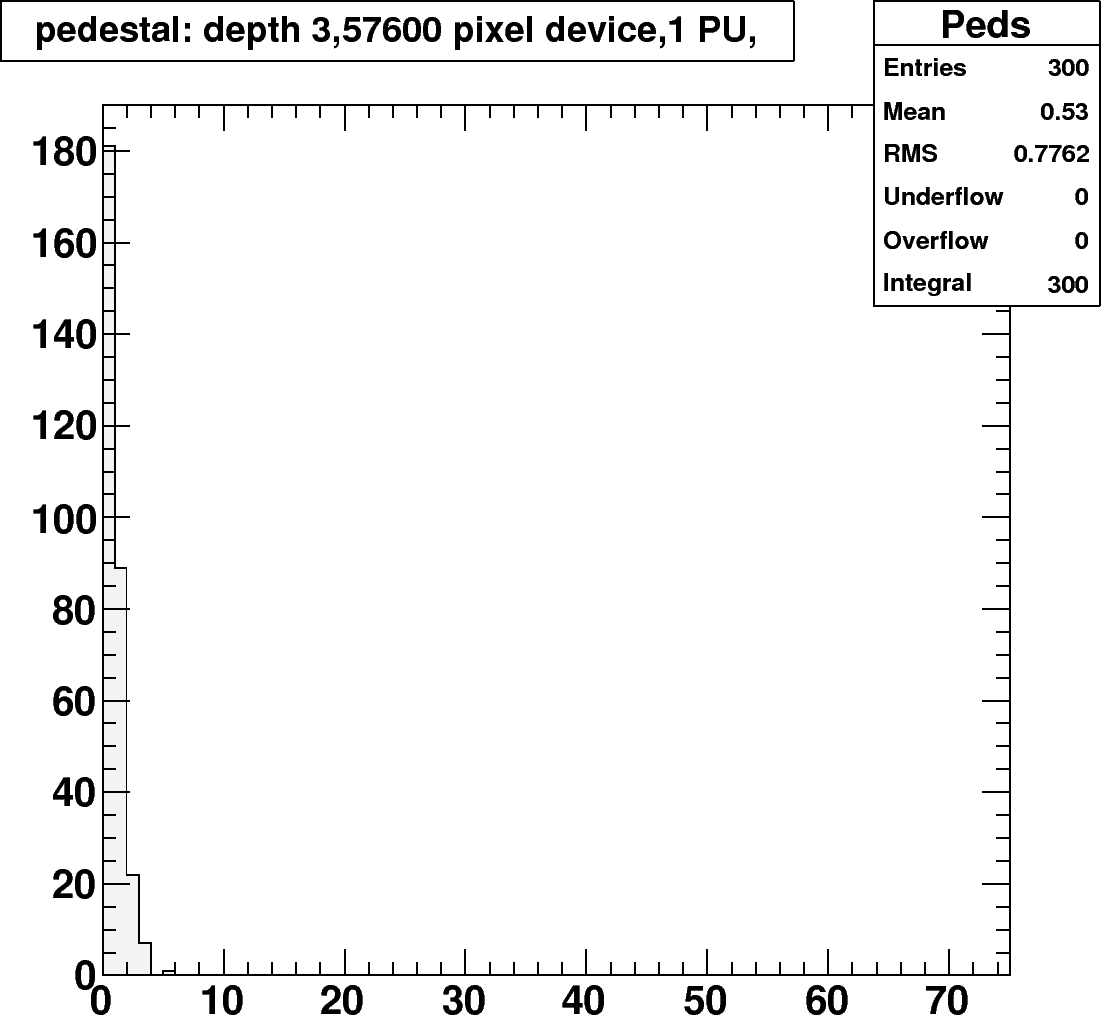 pedestal: depth 3,57600 pixel device,1 PU,
Peds
Entries 300
Mean 0.53
RMS 0.7762
Underflow 0
Overflow 0
Integral 300
180
160
140
120
100
80
60
40
20
0
0 10 20 30 40 50 60 70